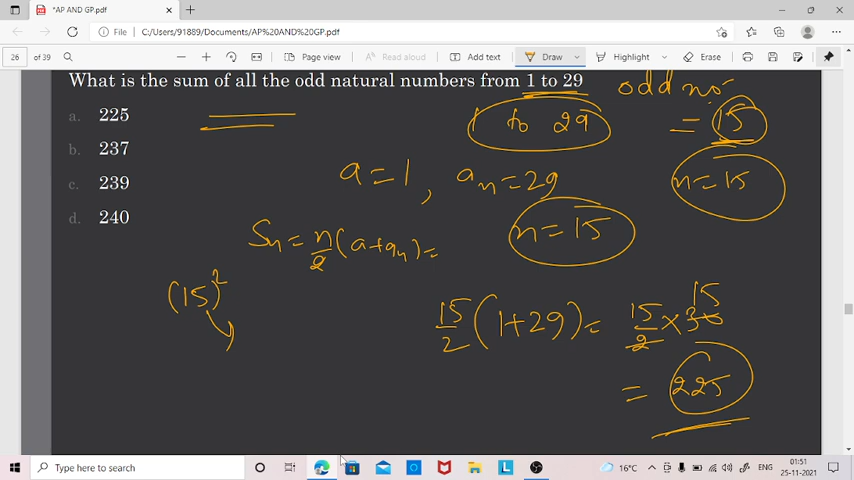 *AP AND GP.pdf
File
C:/Users/91889/Documents/AP%20AND%20GP.pdf
26 of 39
Page view
Read aloud
Add text
Draw
Highlight
Erase
What is the sum of all the odd natural numbers from 1 to 29
odd no.
a. 225
1 to 29
= 15
b. 237
a = 1, an = 29
n = 15
c. 239
d. 240
Sn = n/2 (a + an) =
n = 15
(15)²
15/2 (1 + 29) = 15/2 × 30
15
= 225
Type here to search
16°C
ENG
01:51
25-11-2021